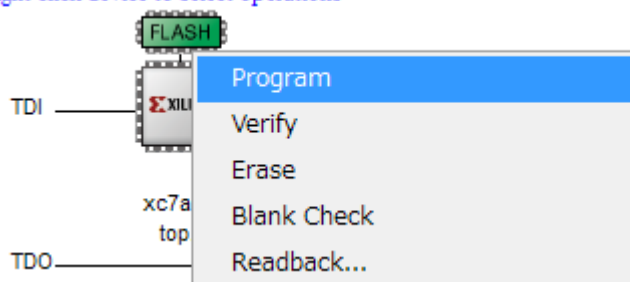 FLASH
Program
TDI
XILI
Verify
Erase
xc7a
Blank Check
top
TDO
Readback...